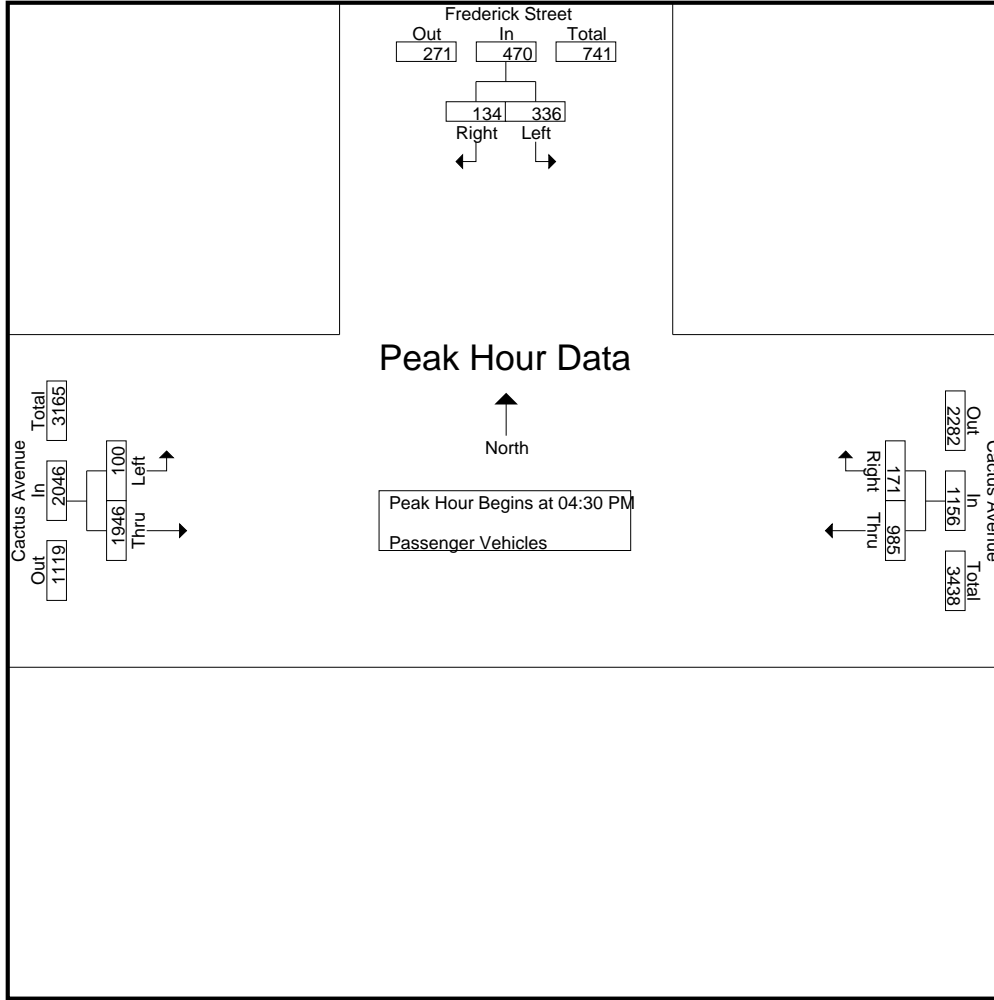 Frederick Street
Out In Total
271 470 741
134 336
Right Left
Peak Hour Data
North
Peak Hour Begins at 04:30 PM
Passenger Vehicles
Cactus Avenue
Out In Total
1119 2046 3165
100 1946
Left Thru
Cactus Avenue
Out In Total
2282 1156 3438
171 985
Right Thru